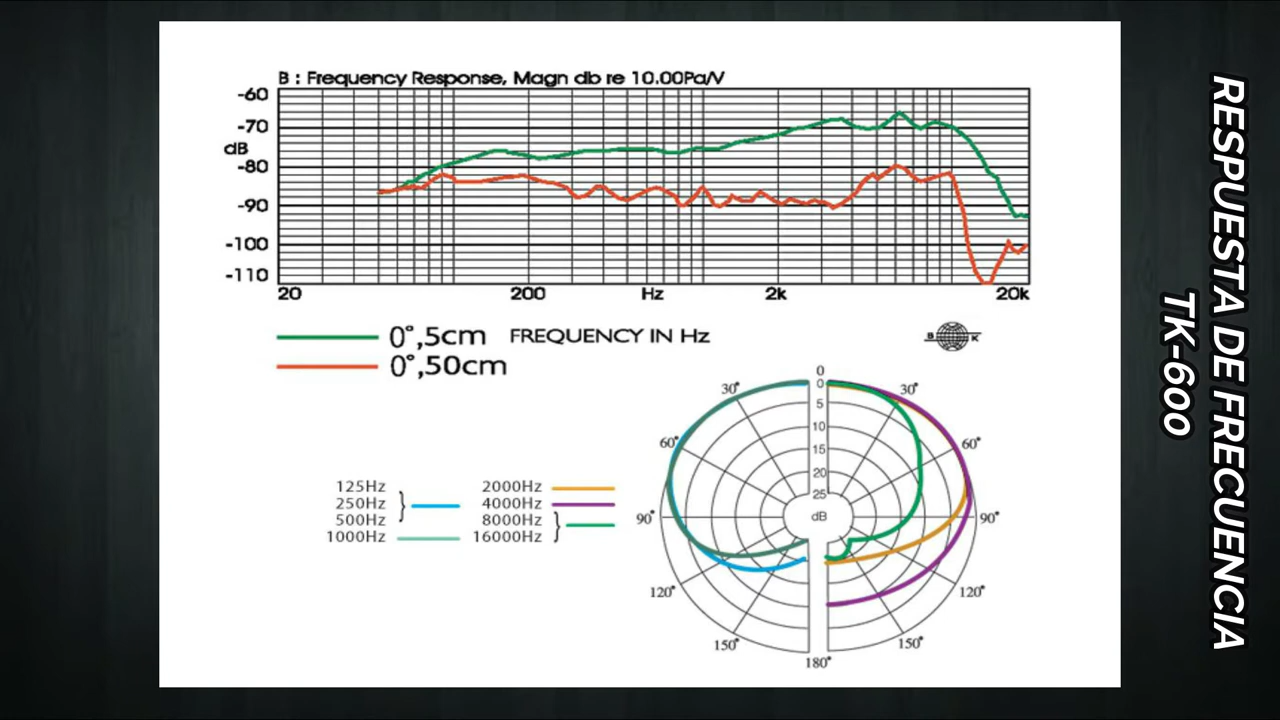 B : Frequency Response, Magn db re 10.00Pa/V
-60
-70
dB
-80
-90
-100
-110
20 200 Hz 2k 20k
0°,5cm FREQUENCY IN Hz
0°,50cm
B K
0
0
5
10
15
20
25
dB
30° 30°
60° 60°
90° 90°
120° 120°
150° 150°
180°
125Hz
250Hz
500Hz
1000Hz
2000Hz
4000Hz
8000Hz
16000Hz
RESPUESTA DE FRECUENCIA
TK-600